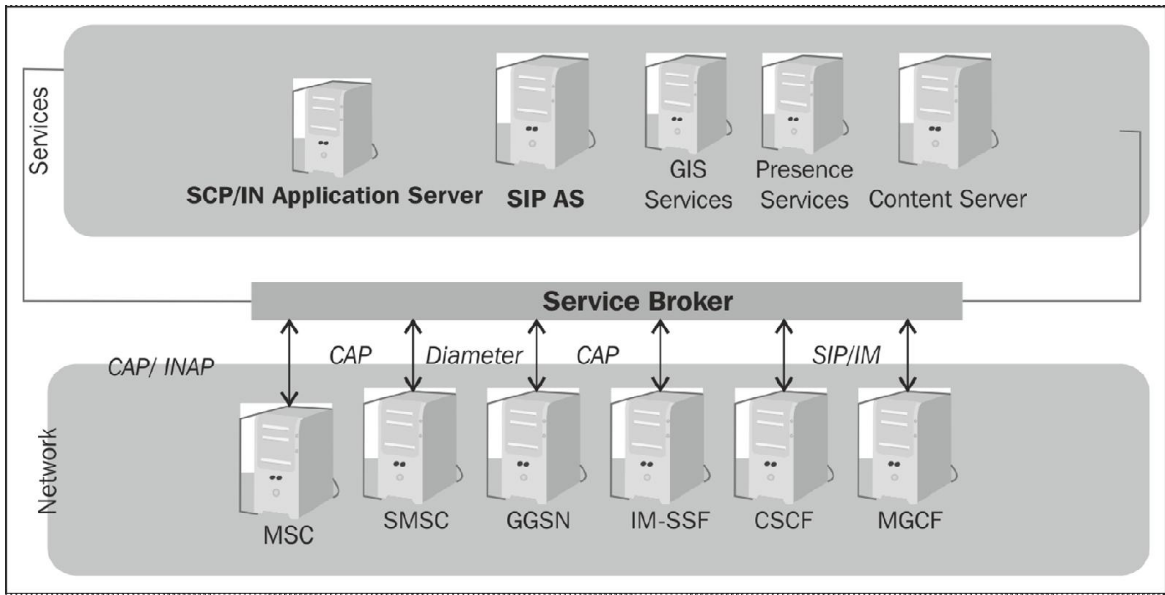 Services
SCP/IN Application Server
SIP AS
GIS
Services
Presence
Services
Content Server
Service Broker
CAP/ INAP
CAP
Diameter
CAP
SIP/IM
Network
MSC
SMSC
GGSN
IM-SSF
CSCF
MGCF